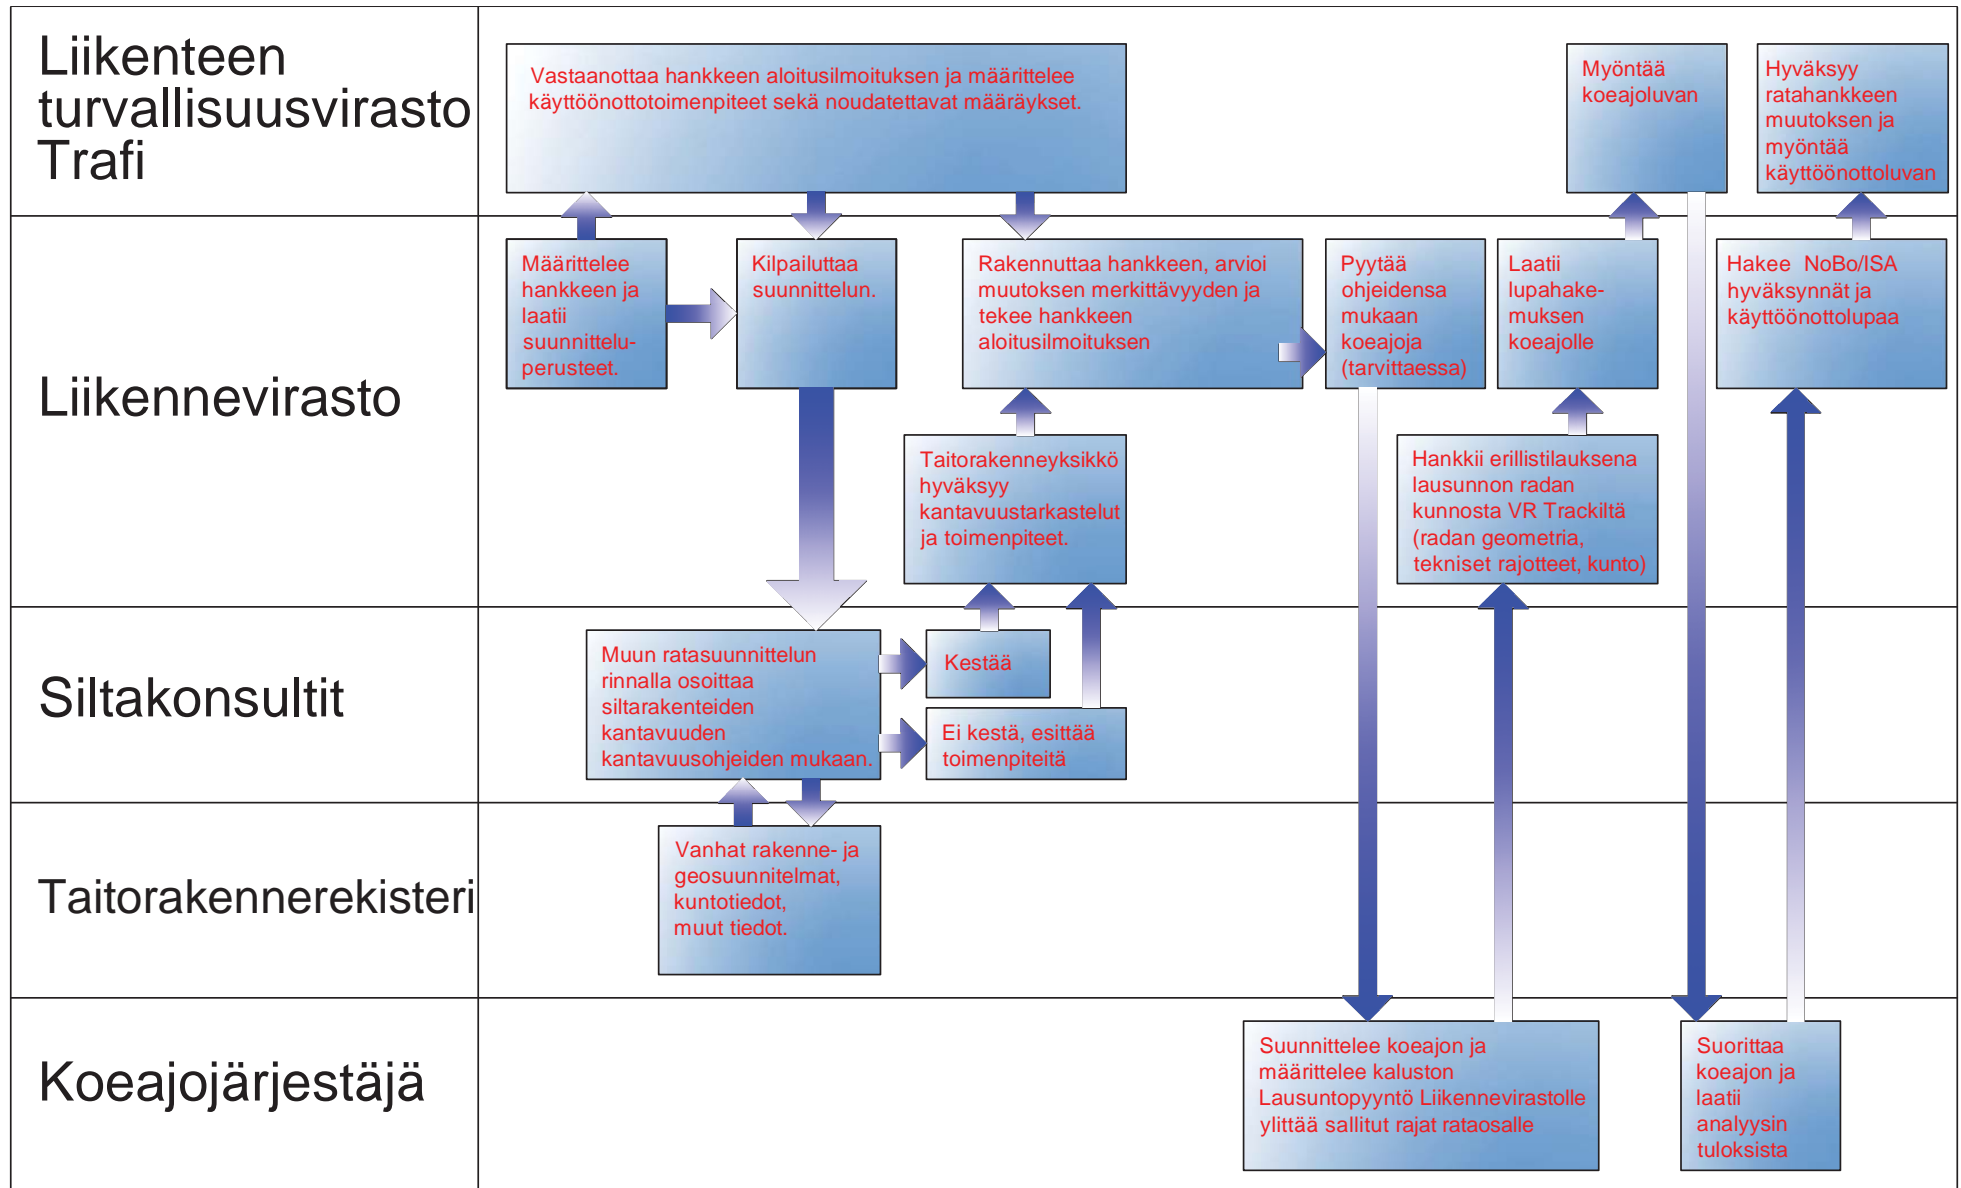 Liikenteen
turvallisuusvirasto
Trafi
Vastaanottaa hankkeen aloitusilmoituksen ja määrittelee
käyttöönottotoimenpiteet sekä noudatettavat määräykset.
Myöntää
koeajoluvan
Hyväksyy
ratahankkeen
muutoksen ja
myöntää
käyttöönottoluvan
Liikennevirasto
Määrittelee
hankkeen ja
laatii
suunnittelu-
perusteet.
Kilpailuttaa
suunnittelun.
Rakennuttaa hankkeen, arvioi
muutoksen merkittävyyden ja
tekee hankkeen
aloitusilmoituksen
Pyytää
ohjeidensa
mukaan
koeajoja
(tarvittaessa)
Laatii
lupahake-
muksen
koeajolle
Hakee NoBo/ISA
hyväksynnät ja
käyttöönottolupaa
Taitorakenneyksikkö
hyväksyy
kantavuustarkastelut
ja toimenpiteet.
Hankkii erillistilauksena
lausunnon radan
kunnosta VR Trackiltä
(radan geometria,
tekniset rajotteet, kunto)
Siltakonsultit
Muun ratasuunnittelun
rinnalla osoittaa
siltarakenteiden
kantavuuden
kantavuusohjeiden mukaan.
Kestää
Ei kestä, esittää
toimenpiteitä
Taitorakennerekisteri
Vanhat rakenne- ja
geosuunnitelmat,
kuntotiedot,
muut tiedot.
Koeajojärjestäjä
Suunnittelee koeajon ja
määrittelee kaluston
Lausuntopyyntö Liikennevirastolle
ylittää sallitut rajat rataosalle
Suorittaa
koeajon ja
laatii
analyysin
tuloksista